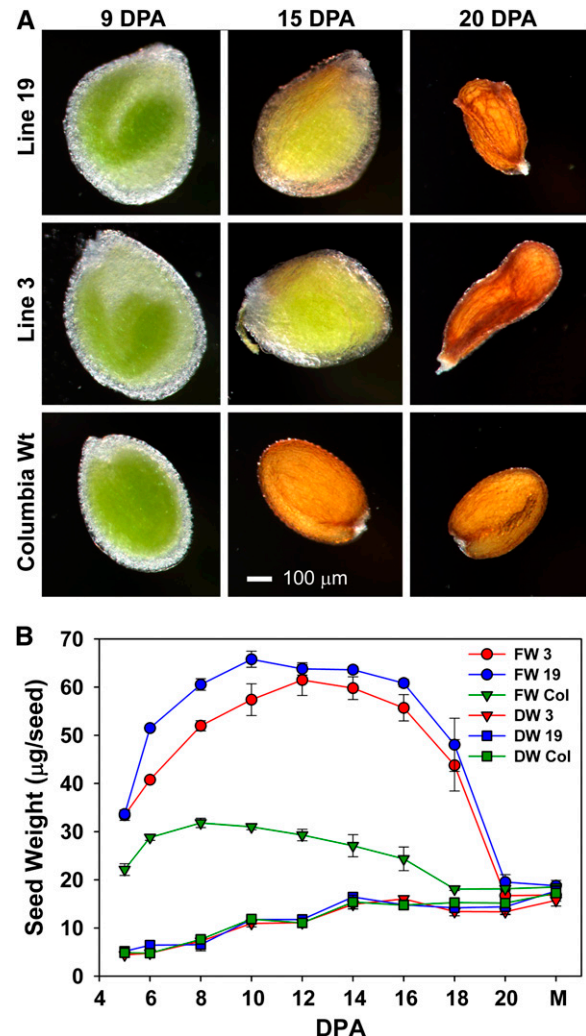 A
9 DPA 15 DPA 20 DPA
Line 19
Line 3
Columbia Wt
100 μm
B
70
60
50
40
30
20
10
0
Seed Weight (μg/seed)
FW 3
FW 19
FW Col
DW 3
DW 19
DW Col
4 6 8 10 12 14 16 18 20 M
DPA